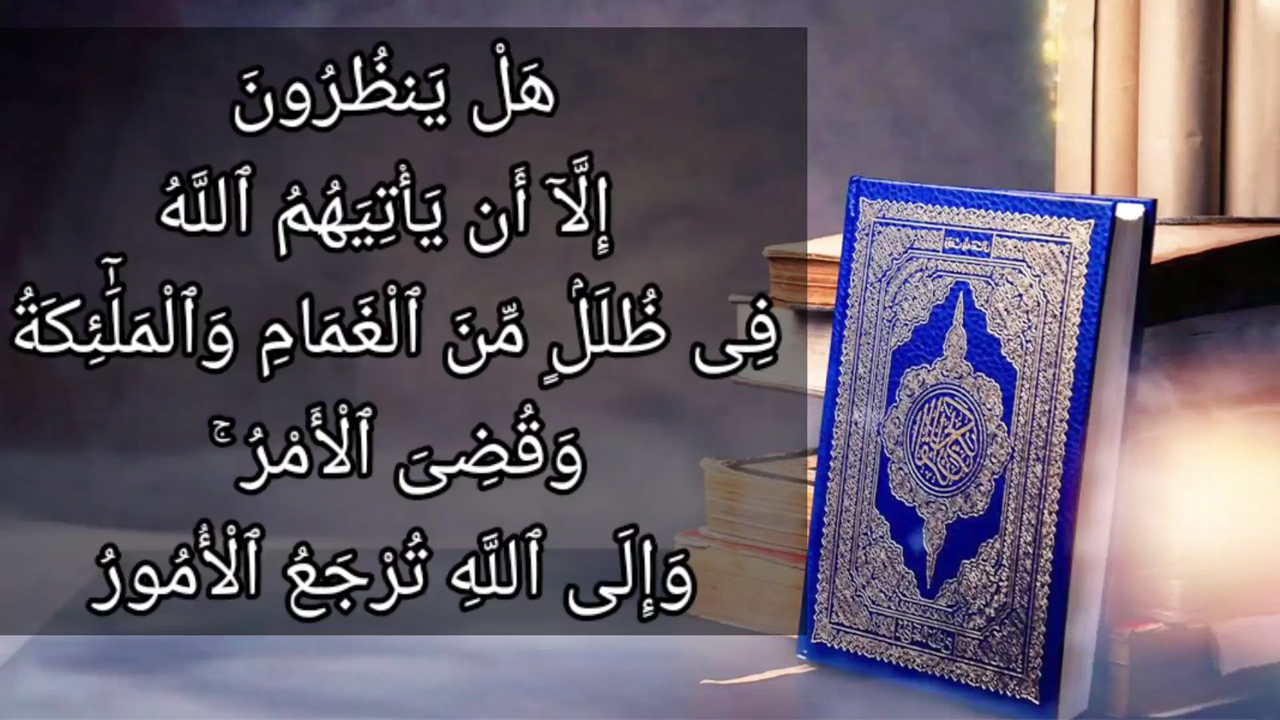 هَلْ يَنظُرُونَ
إِلَّآ أَن يَأْتِيَهُمُ ٱللَّهُ
فِى ظُلَلٍۢ مِّنَ ٱلْغَمَامِ وَٱلْمَلَٰٓئِكَةُ
وَقُضِىَ ٱلْأَمْرُ ۚ
وَإِلَى ٱللَّهِ تُرْجَعُ ٱلْأُمُورُ